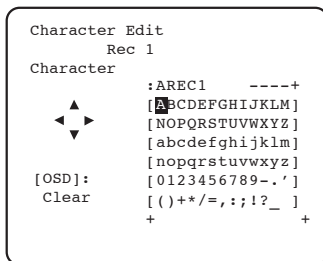 Character Edit
Rec 1
Character
:AREC1 ----+
[ABCDEFGHIJKLM]
[NOPQRSTUVWXYZ]
[abcdefghijklm]
[nopqrstuvwxyz]
[OSD]: [0123456789-.']
Clear [()+*/=,:;!?_ ]
+ +